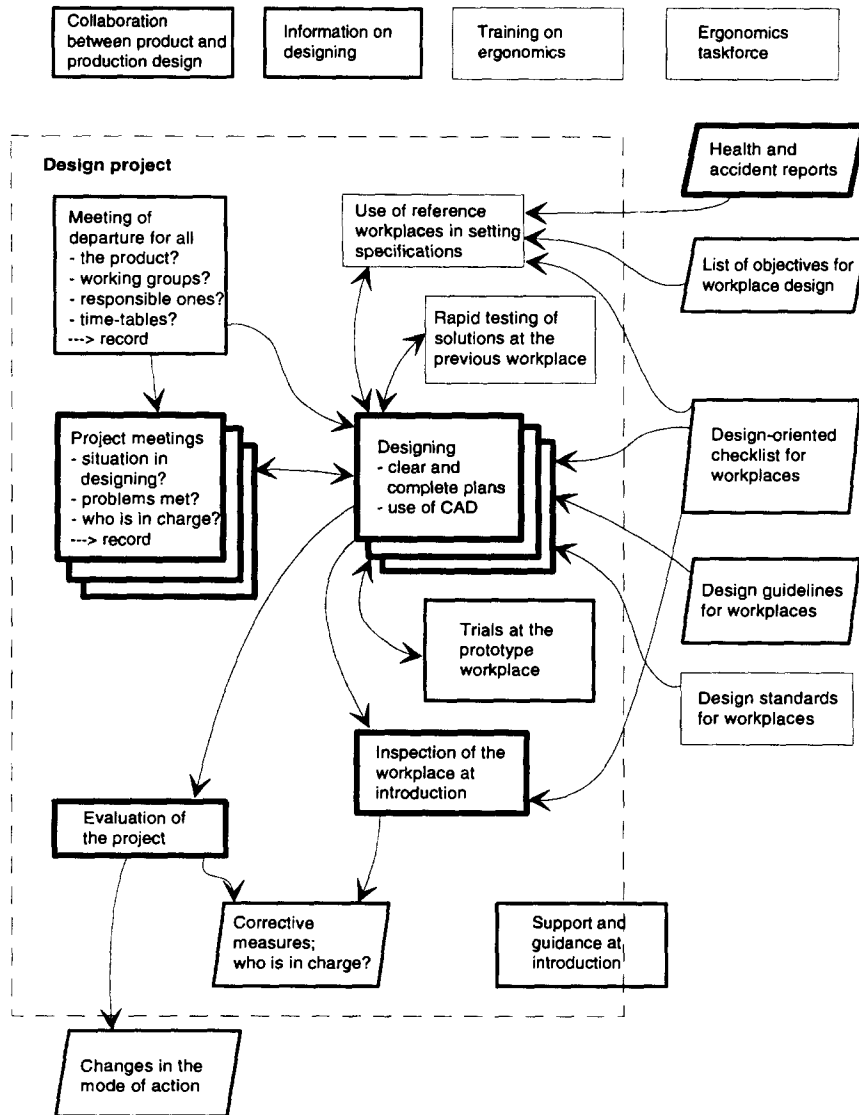 Collaboration
between product and
production design
Information on
designing
Training on
ergonomics
Ergonomics
taskforce
Design project
Health and
accident reports
Meeting of
departure for all
- the product?
- working groups?
- responsible ones?
- time-tables?
---> record
Use of reference
workplaces in setting
specifications
List of objectives for
workplace design
Rapid testing of
solutions at the
previous workplace
Project meetings
- situation in
designing?
- problems met?
- who is in charge?
---> record
Designing
- clear and
complete plans
- use of CAD
Design-oriented
checklist for
workplaces
Design guidelines
for workplaces
Trials at the
prototype
workplace
Design standards
for workplaces
Inspection of the
workplace at
introduction
Evaluation of
the project
Corrective
measures;
who is in charge?
Support and
guidance at
introduction
Changes in the
mode of action